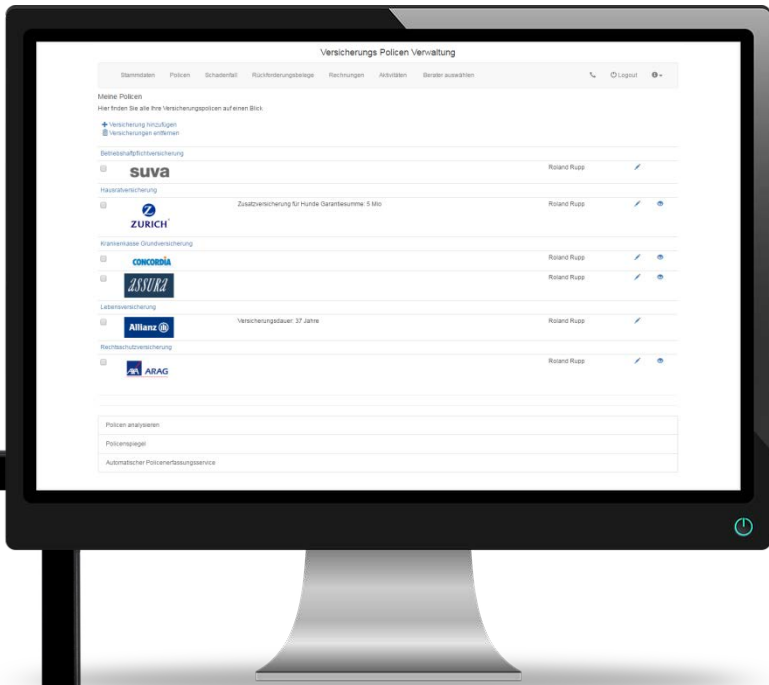 Versicherungs Policen Verwaltung
Stammdaten Policen Schadenfall Rückforderungsbelege Rechnungen Aktivitäten Berater auswählen Logout
Meine Policen
Hier finden Sie alle Ihre Versicherungspolicen auf einen Blick
Versicherung hinzufügen
Versicherungen entfernen
Betriebshaftpflichtversicherung
suva Roland Rupp
Hausratversicherung
Zusatzversicherung für Hunde Garantiesumme: 5 Mio Roland Rupp
ZURICH
Krankenkasse Grundversicherung
CONCORDIA Roland Rupp
assura Roland Rupp
Lebensversicherung
Allianz Versicherungsdauer: 37 Jahre Roland Rupp
Rechtsschutzversicherung
AXA ARAG Roland Rupp
Policen analysieren
Policenspiegel
Automatischer Policenerfassungsservice